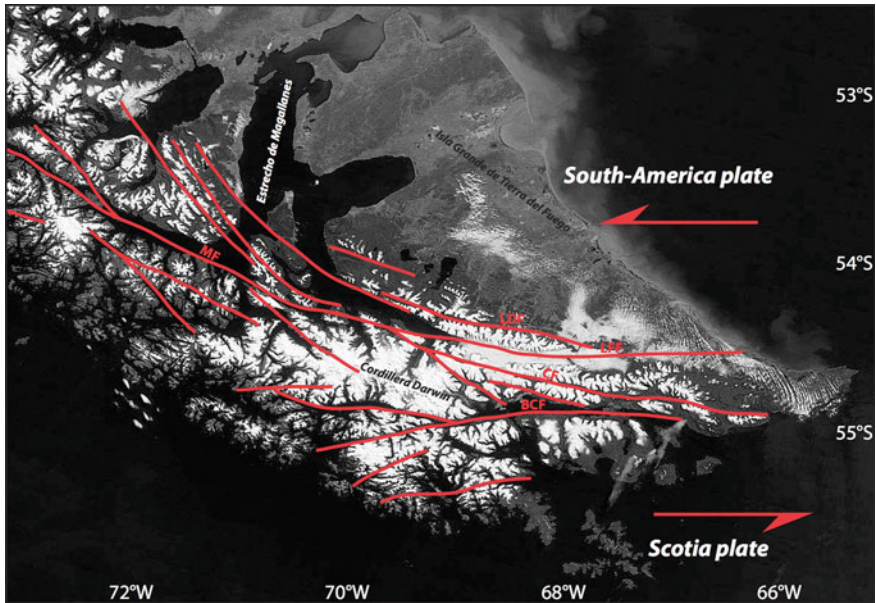 53°S
Estrecho de Magallanes
Isla Grande de Tierra del Fuego
South-America plate
MF
54°S
LDF
LFF
CF
Cordillera Darwin
BCF
55°S
Scotia plate
72°W
70°W
68°W
66°W